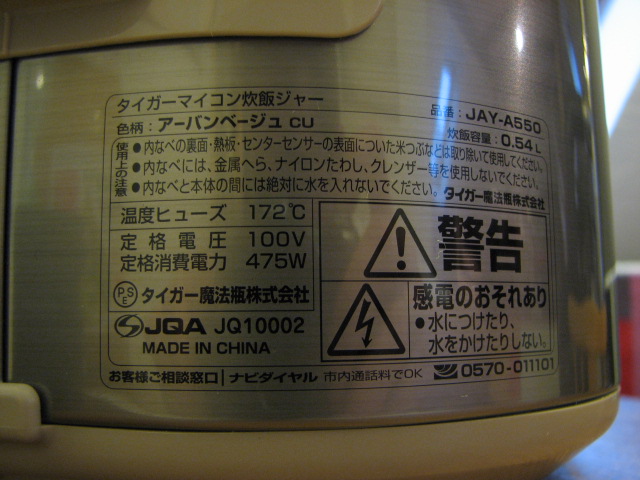 タイガーマイコン炊飯ジャー 品番：JAY-A550
色柄：アーバンベージュ CU 炊飯容量：0.54L
使用上の注意
●内なべの裏面・熱板・センターセンサーの表面についた米つぶなどは取り除いて使用してください。
●内なべには、金属へら、ナイロンたわし、クレンザー等を使用しないでください。
●内なべと本体の間には絶対に水を入れないでください。 タイガー魔法瓶株式会社
温度ヒューズ 172℃
定格電圧 100V
定格消費電力 475W
PSE タイガー魔法瓶株式会社
JQA JQ10002
MADE IN CHINA
警告
感電のおそれあり
●水につけたり、
水をかけたりしない。
お客様ご相談窓口 ナビダイヤル 市内通話料でOK 0570-011101